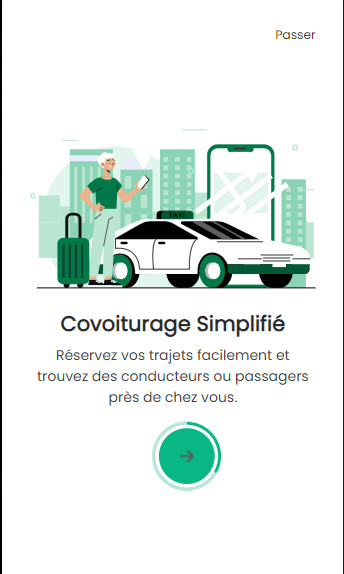 Passer
TAXI
Covoiturage Simplifié
Réservez vos trajets facilement et
trouvez des conducteurs ou passagers
près de chez vous.